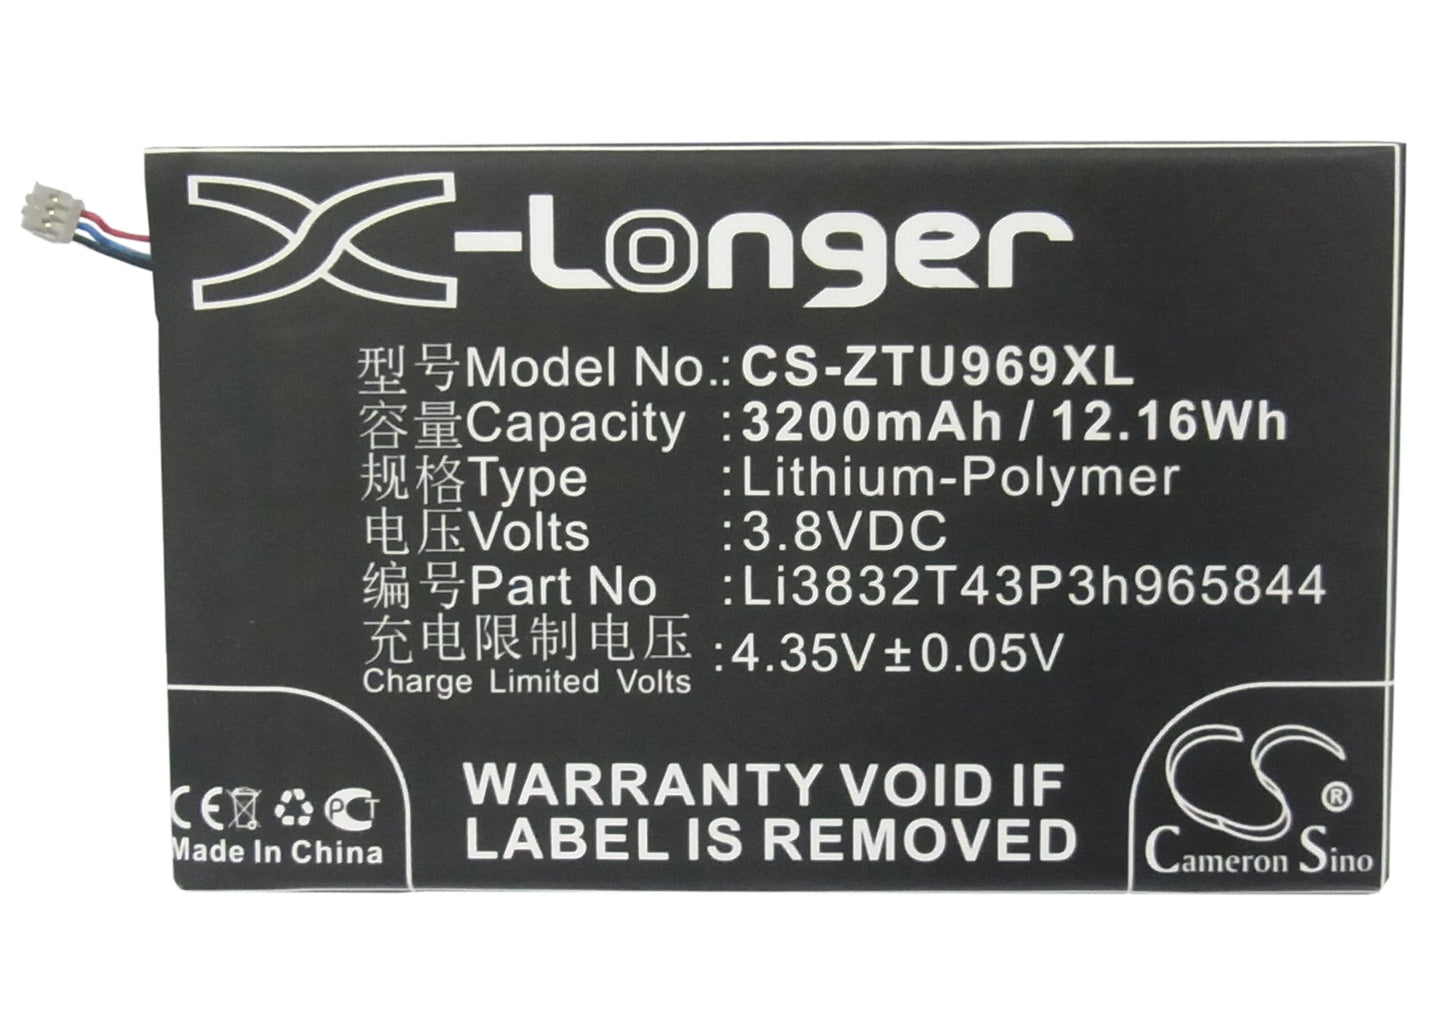 X-Longer
型号Model No.:CS-ZTU969XL
容量Capacity :3200mAh / 12.16Wh
规格Type :Lithium-Polymer
电压Volts :3.8VDC
编号Part No :Li3832T43P3h965844
充电限制电压 :4.35V±0.05V
Charge Limited Volts
WARRANTY VOID IF
LABEL IS REMOVED
CE PCT
Made In China
CS ®
Cameron Sino